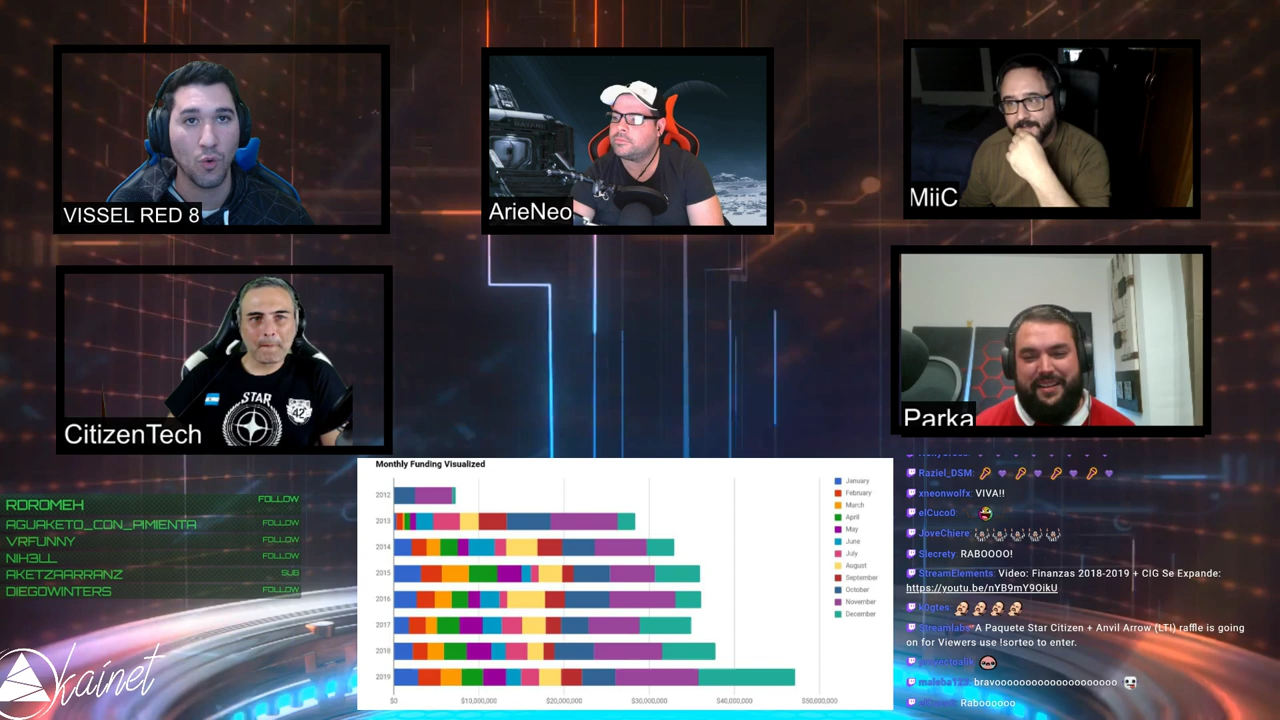 VISSEL RED 8
ArieNeo
MiiC
CitizenTech
STAR
42
Parka
RDROMEH FOLLOW
AGUAKETO_CON_PIMIENTA FOLLOW
VRFUNNY FOLLOW
NIH3LL FOLLOW
AKETZAARRANZ SUB
DIEGOWINTERS FOLLOW
Kainet
Monthly Funding Visualized
2012
2013
2014
2015
2016
2017
2018
2019
$0 $10,000,000 $20,000,000 $30,000,000 $40,000,000 $50,000,000
January
February
March
April
May
June
July
August
September
October
November
December
Raziel_DSM:
xneonwolfx: VIVA!!
elCuco0:
JoveChiere:
Slecrety: RABOOOO!
StreamElements: Video: Finanzas 2018-2019 + CIG Se Expande:
https://youtu.be/nYB9mY9OikU
k0gtes:
Streamlabs: A Paquete Star Citizen + Anvil Arrow (LTI) raffle is going
on for Viewers use !sorteo to enter.
maleba123: bravooooooooooooooooooooo
Raboooooo